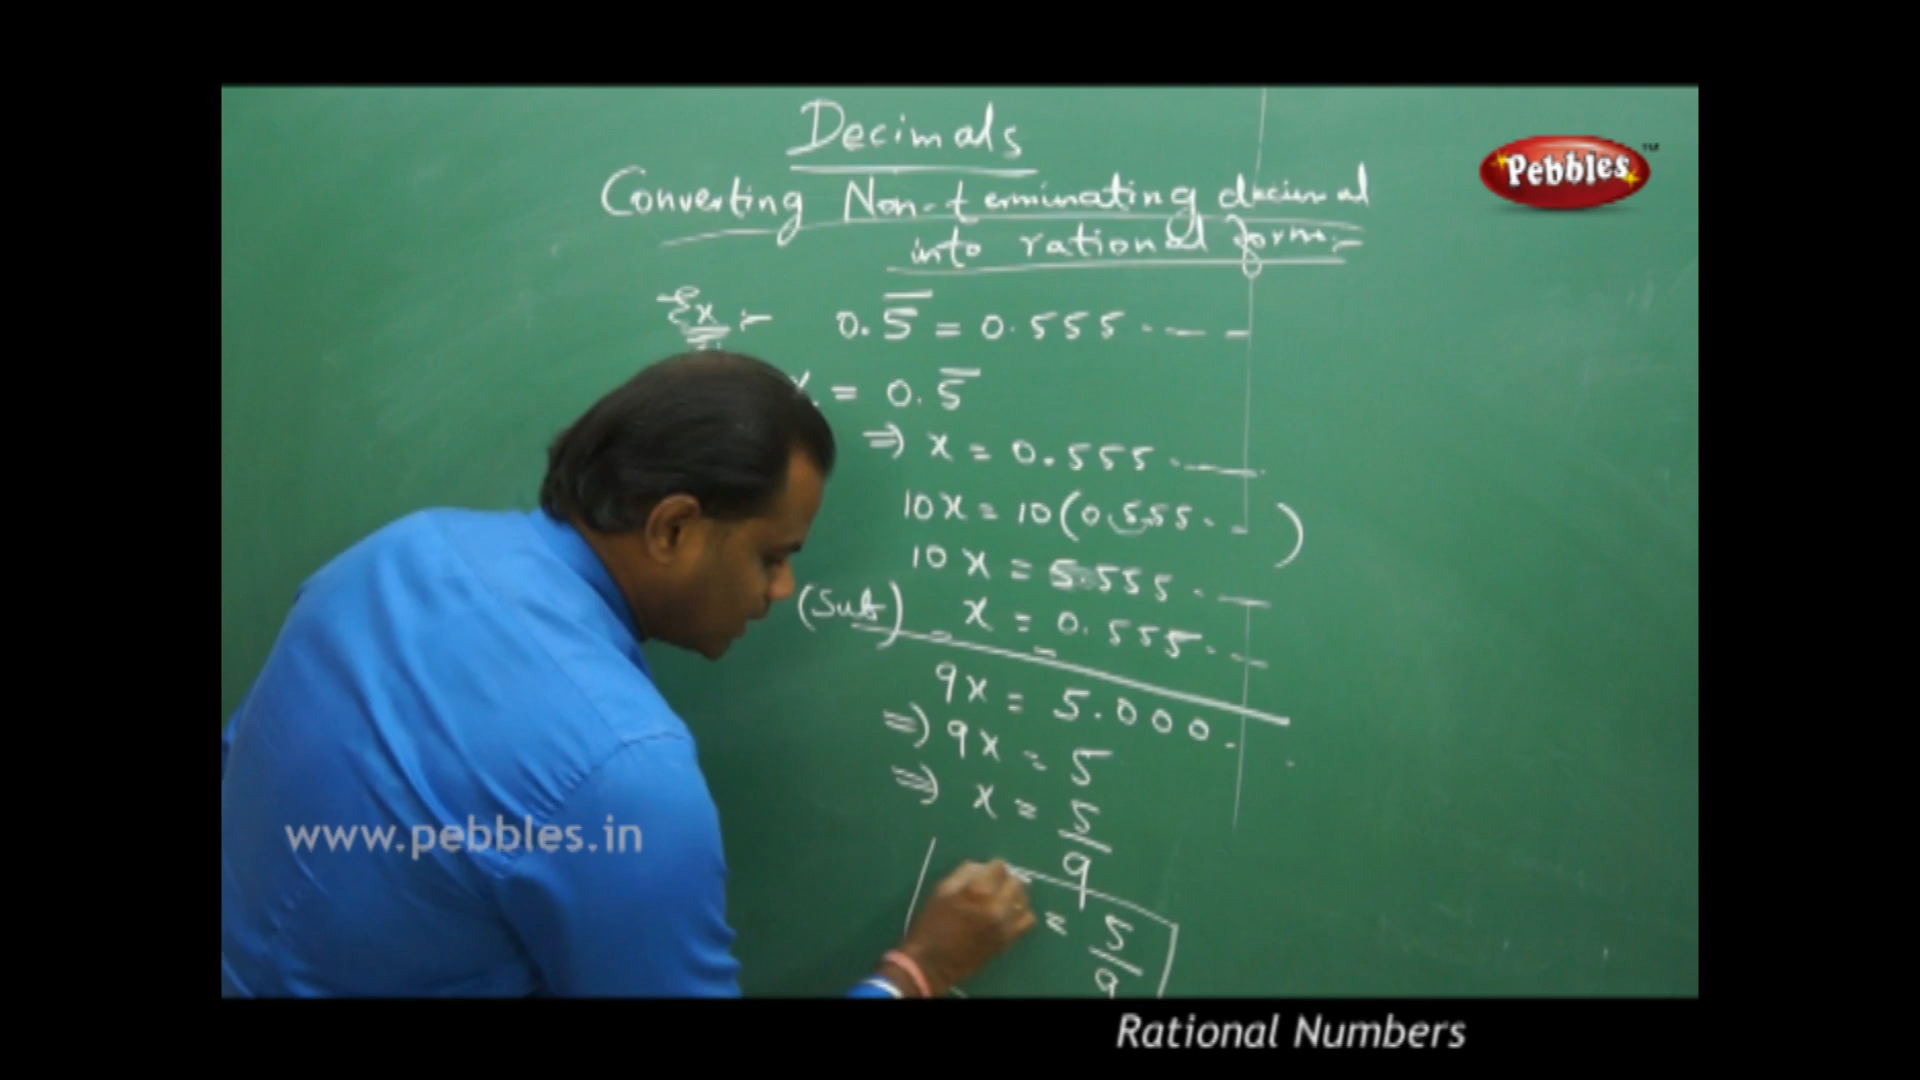 Decimals
Pebbles™
Converting Non-terminating decimal
into rational form:-
Ex :- 0.5̅ = 0.555.----
x = 0.5̅
⇒ x = 0.555.----
10x = 10(0.555.. - )
10x = 5.555.---
(Sub) - x = - 0.555.---
9x = 5.000..
⇒ 9x = 5
⇒ x = 5/9
www.pebbles.in
= 5/9
Rational Numbers